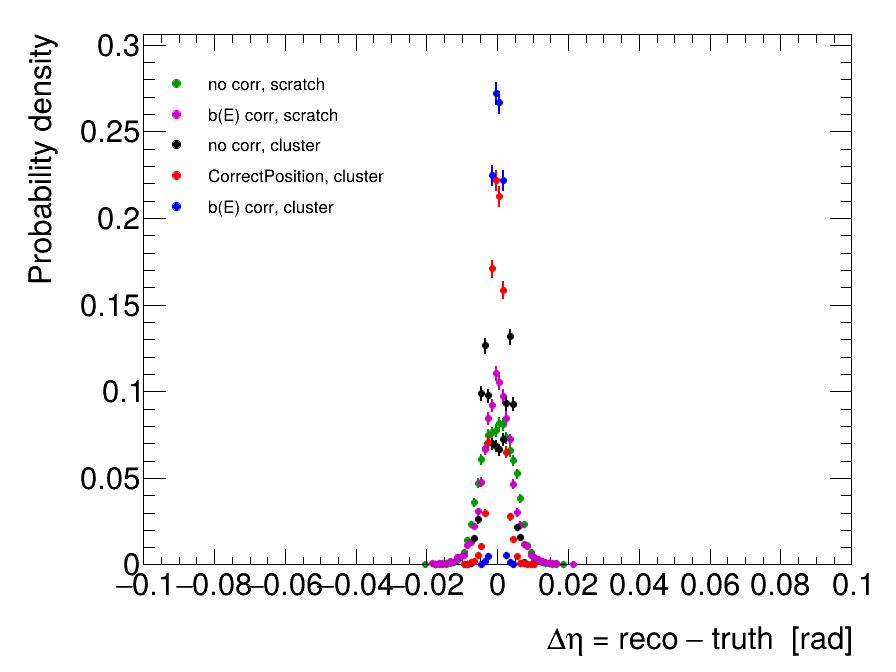 Probability density
0.3
0.25
0.2
0.15
0.1
0.05
0
no corr, scratch
b(E) corr, scratch
no corr, cluster
CorrectPosition, cluster
b(E) corr, cluster
−0.1 −0.08 −0.06 −0.04 −0.02 0 0.02 0.04 0.06 0.08 0.1
Δη = reco − truth [rad]